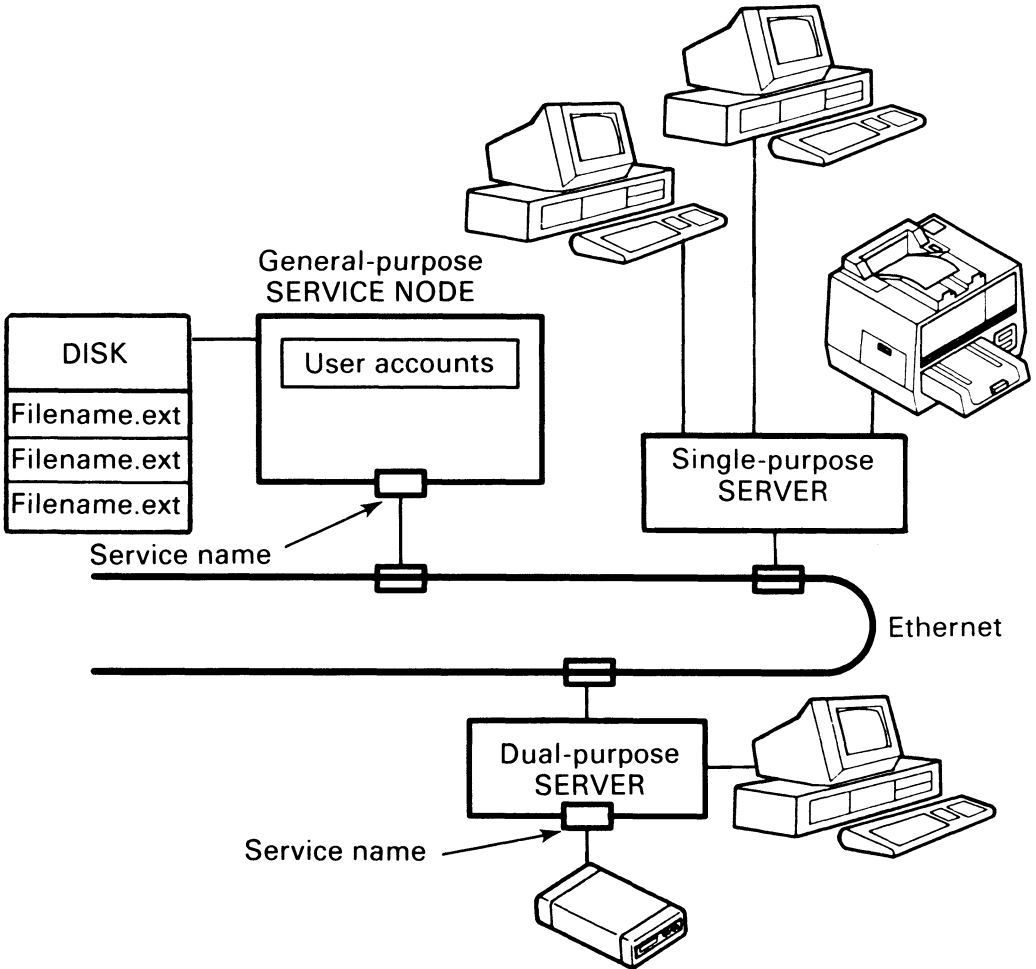 General-purpose
SERVICE NODE
DISK
User accounts
Filename.ext
Filename.ext
Filename.ext
Single-purpose
SERVER
Service name
Ethernet
Dual-purpose
SERVER
Service name